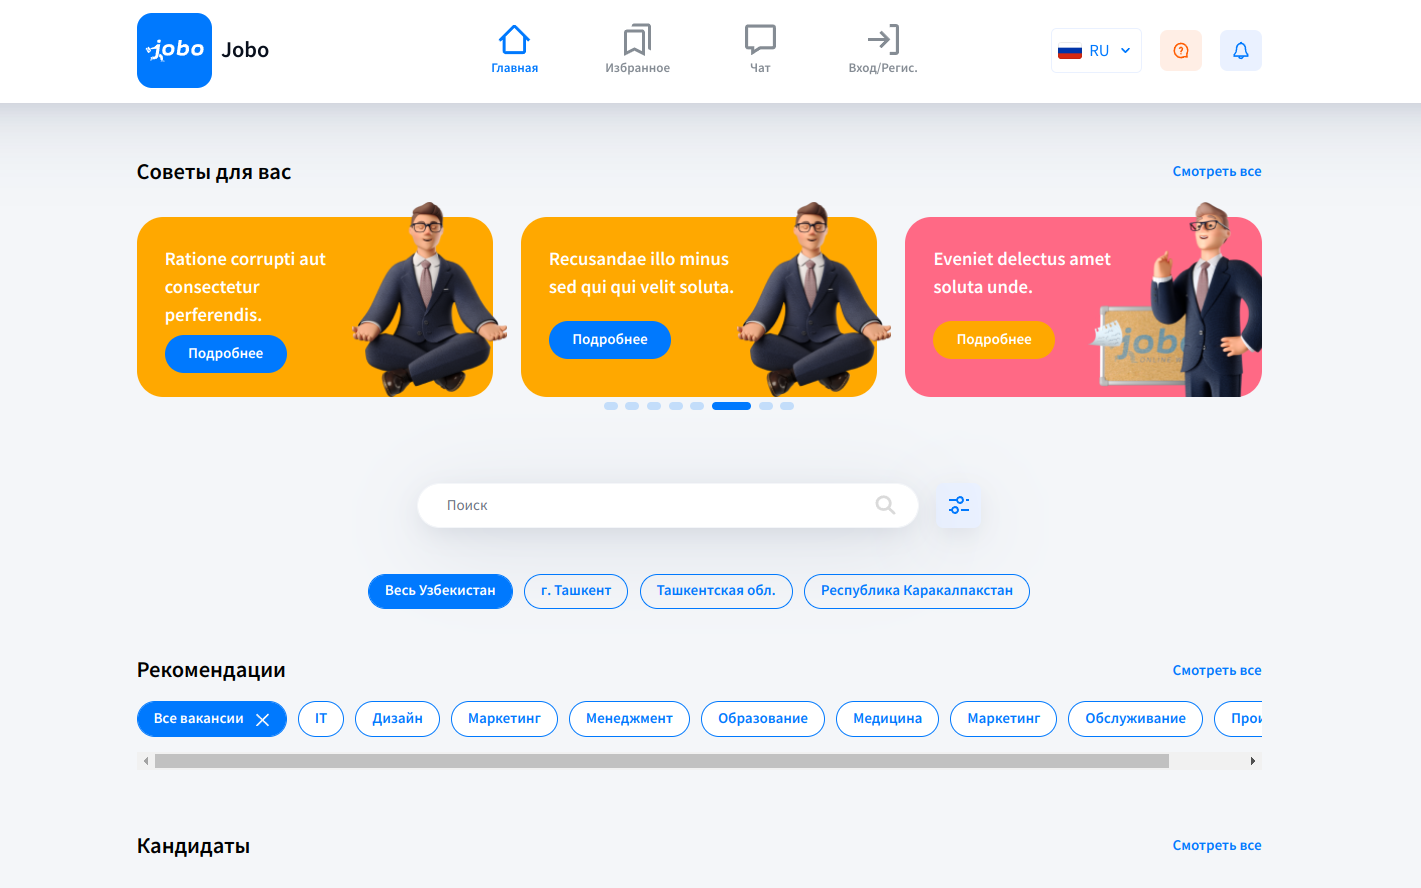 jobo
Jobo
Главная
Избранное
Чат
Вход/Регис.
RU
Советы для вас
Смотреть все
Ratione corrupti aut
consectetur
perferendis.
Подробнее
Recusandae illo minus
sed qui qui velit soluta.
Подробнее
Eveniet delectus amet
soluta unde.
Подробнее
Поиск
Весь Узбекистан
г. Ташкент
Ташкентская обл.
Республика Каракалпакстан
Рекомендации
Смотреть все
Все вакансии
IT
Дизайн
Маркетинг
Менеджмент
Образование
Медицина
Маркетинг
Обслуживание
Кандидаты
Смотреть все